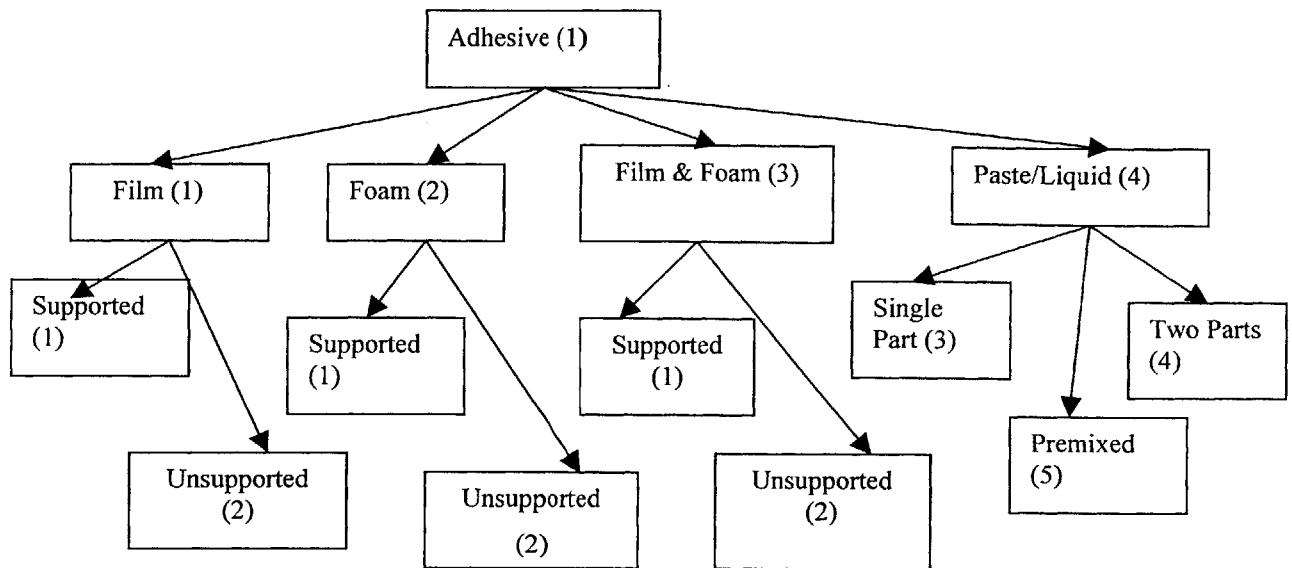 Adhesive (1)
Film (1)
Foam (2)
Film & Foam (3)
Paste/Liquid (4)
Supported
(1)
Supported
(1)
Supported
(1)
Single
Part (3)
Two Parts
(4)
Unsupported
(2)
Unsupported
(2)
Unsupported
(2)
Premixed
(5)